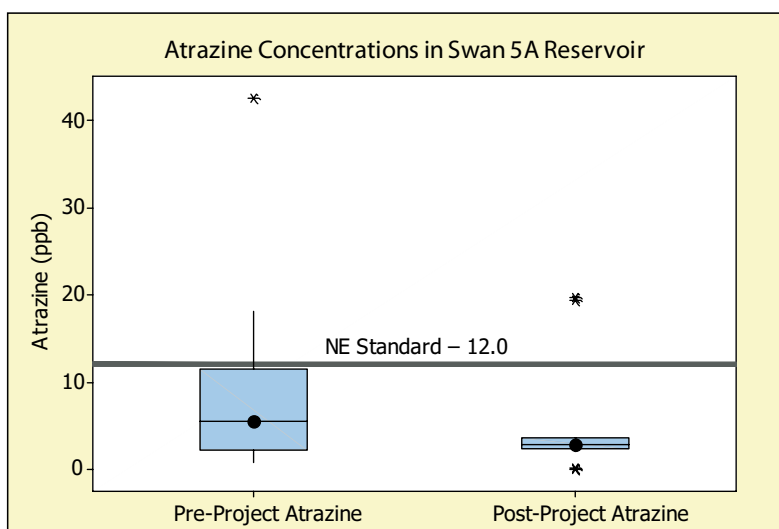 Atrazine Concentrations in Swan 5A Reservoir
Atrazine (ppb)
40
30
20
10
0
NE Standard – 12.0
Pre-Project Atrazine
Post-Project Atrazine